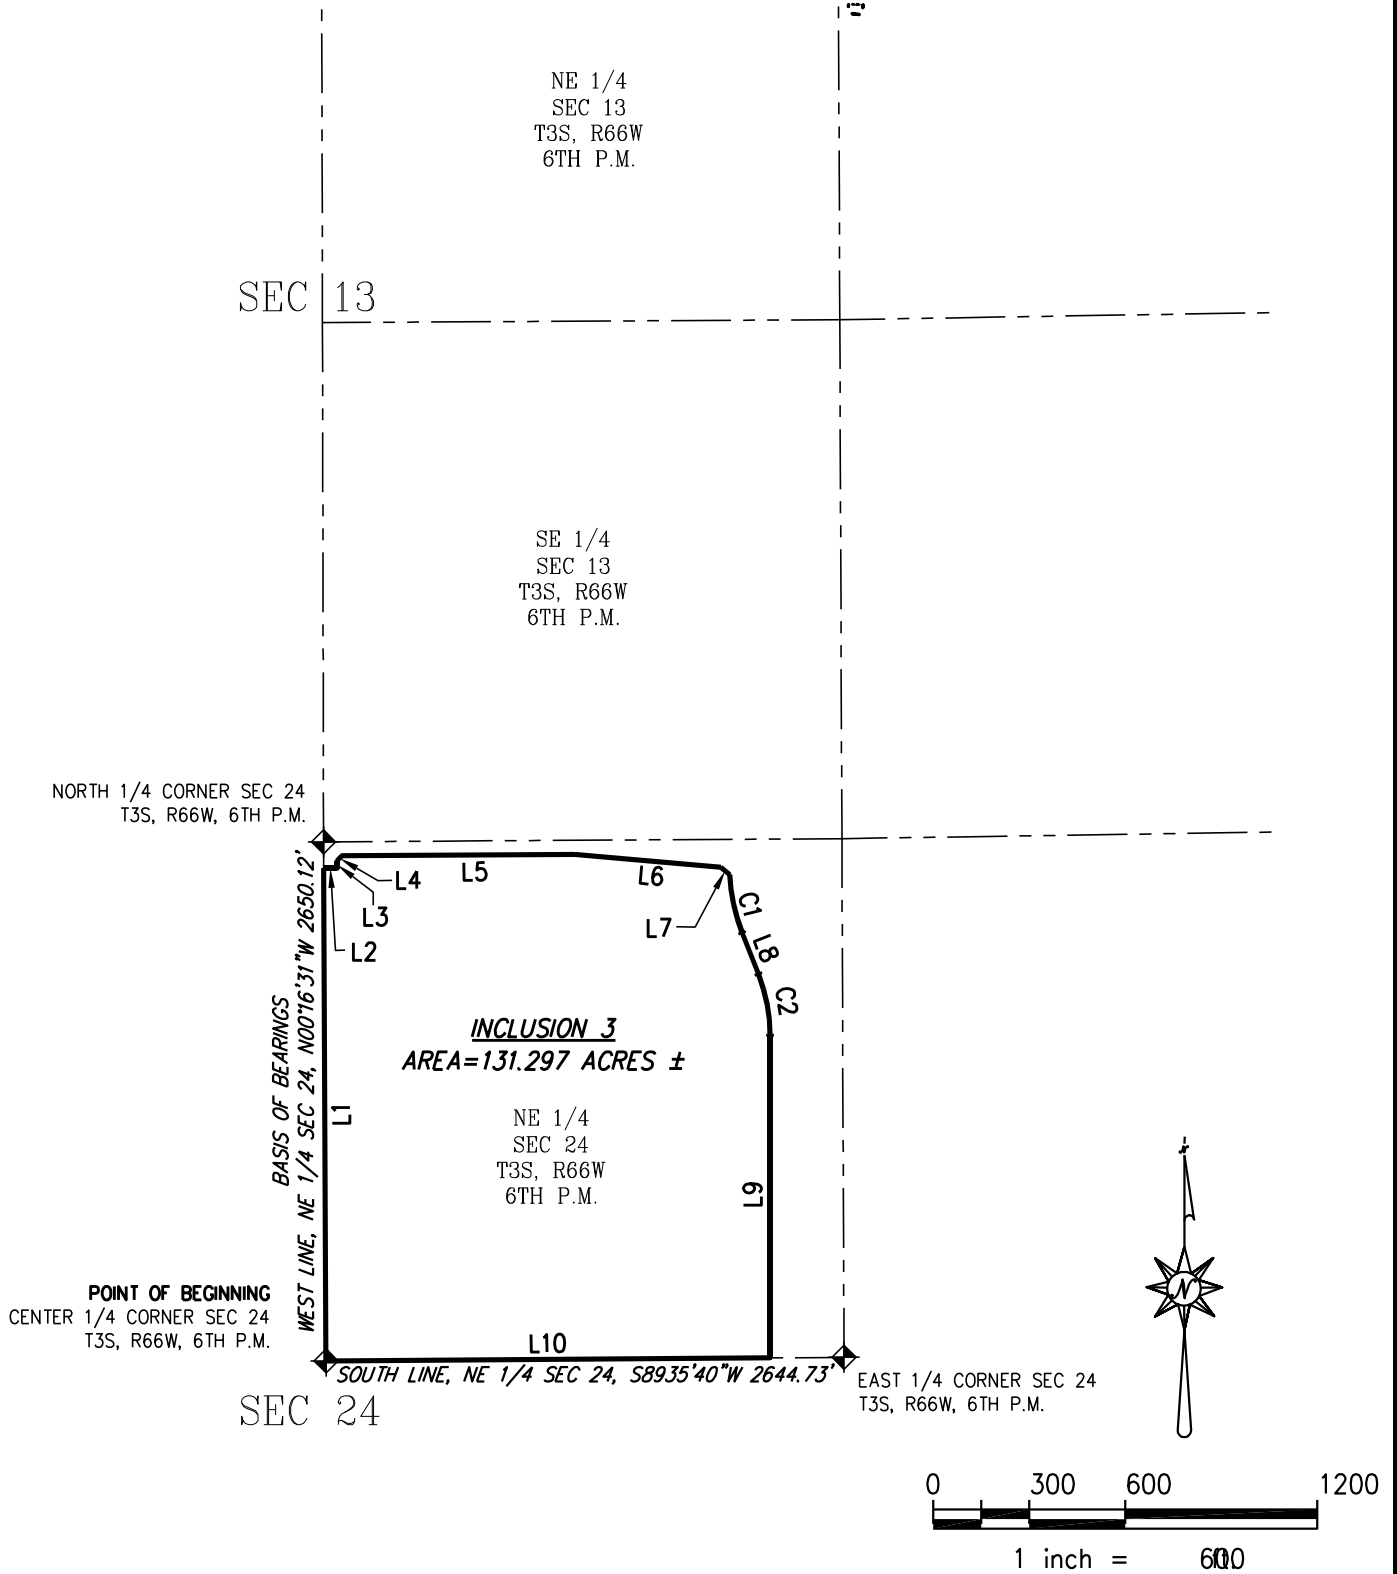 NE 1/4
SEC 13
T3S, R66W
6TH P.M.
SEC 13
SE 1/4
SEC 13
T3S, R66W
6TH P.M.
NORTH 1/4 CORNER SEC 24
T3S, R66W, 6TH P.M.
L4
L5
L6
L3
L7
L2
C1
L8
C2
BASIS OF BEARINGS
WEST LINE, NE 1/4 SEC 24, N00°16'31"W 2650.12'
INCLUSION 3
AREA=131.297 ACRES ±
L1
NE 1/4
SEC 24
T3S, R66W
6TH P.M.
L9
N
POINT OF BEGINNING
CENTER 1/4 CORNER SEC 24
T3S, R66W, 6TH P.M.
L10
SOUTH LINE, NE 1/4 SEC 24, S89°35'40"W 2644.73'
EAST 1/4 CORNER SEC 24
T3S, R66W, 6TH P.M.
SEC 24
0 300 600 1200
1 inch = 600